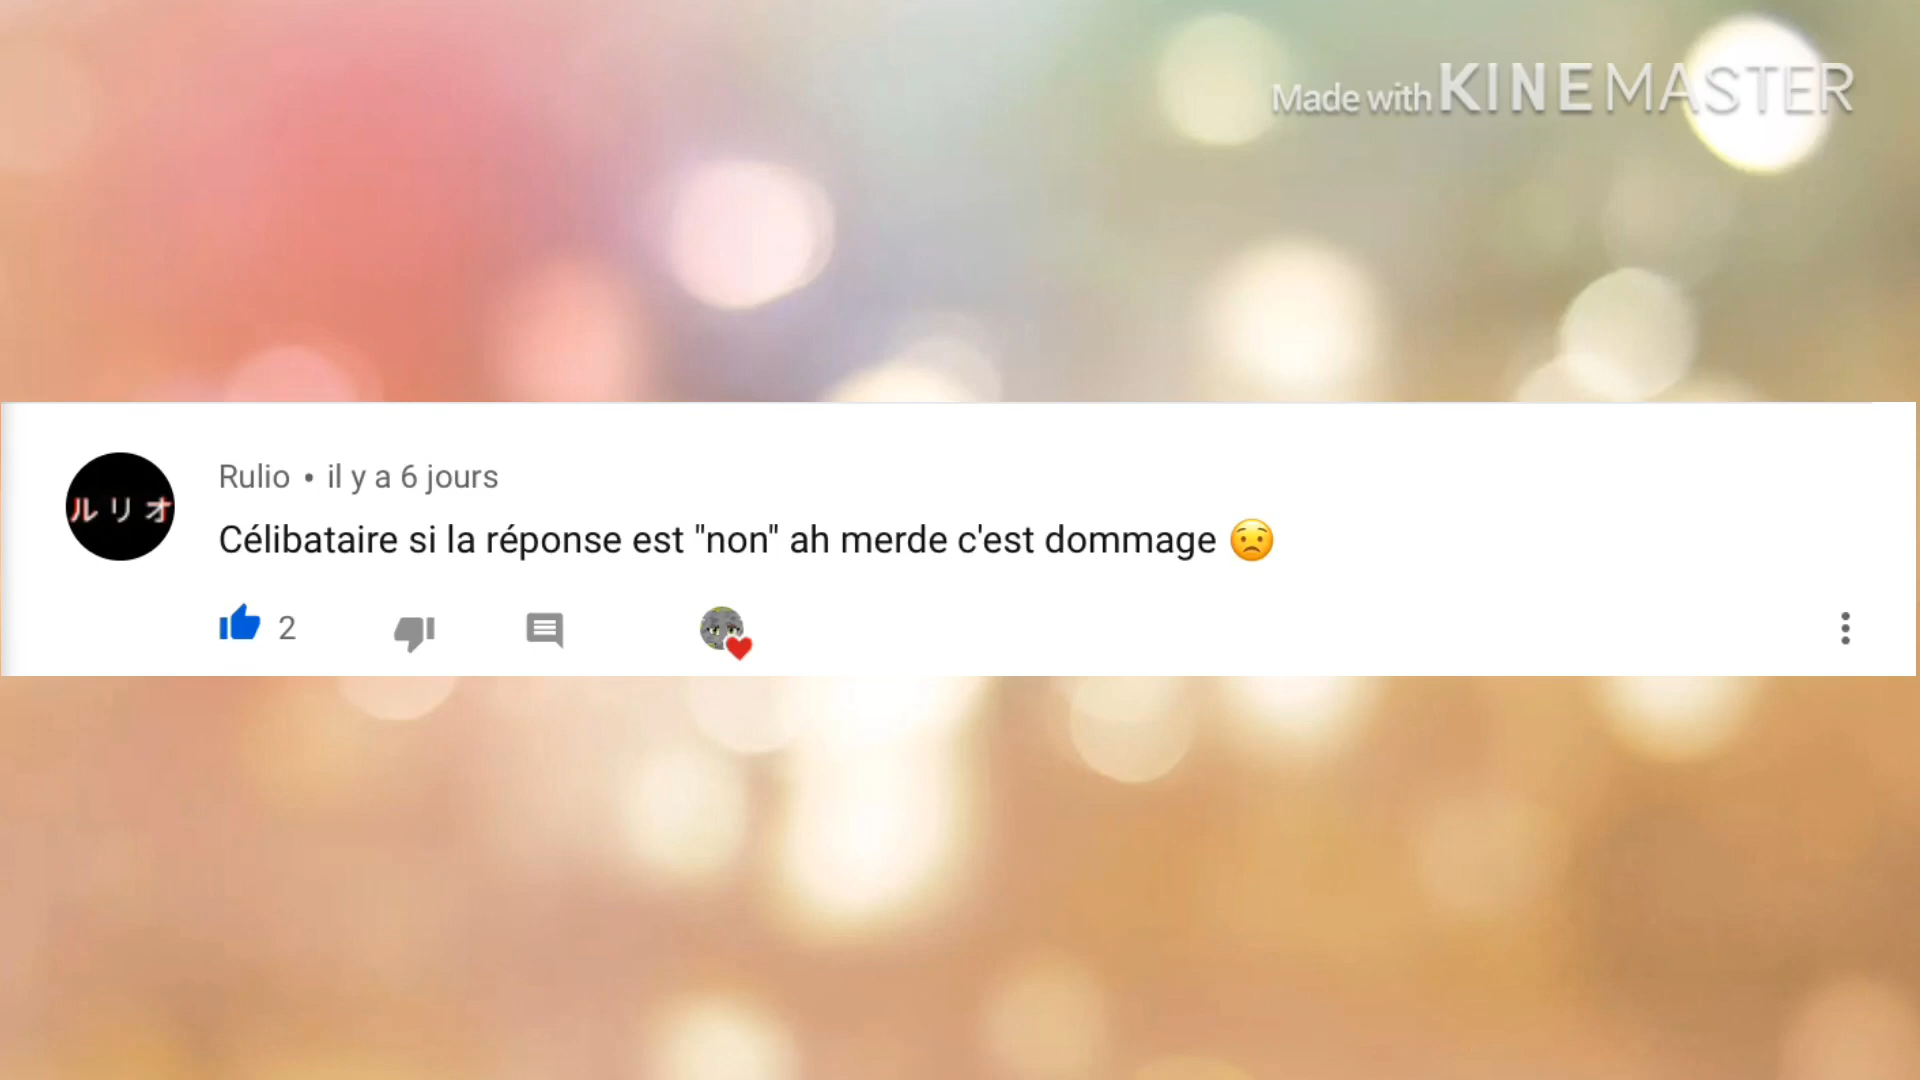 Made with KINEMASTER
Rulio • il y a 6 jours
ルリオ
Célibataire si la réponse est "non" ah merde c'est dommage 😟
2